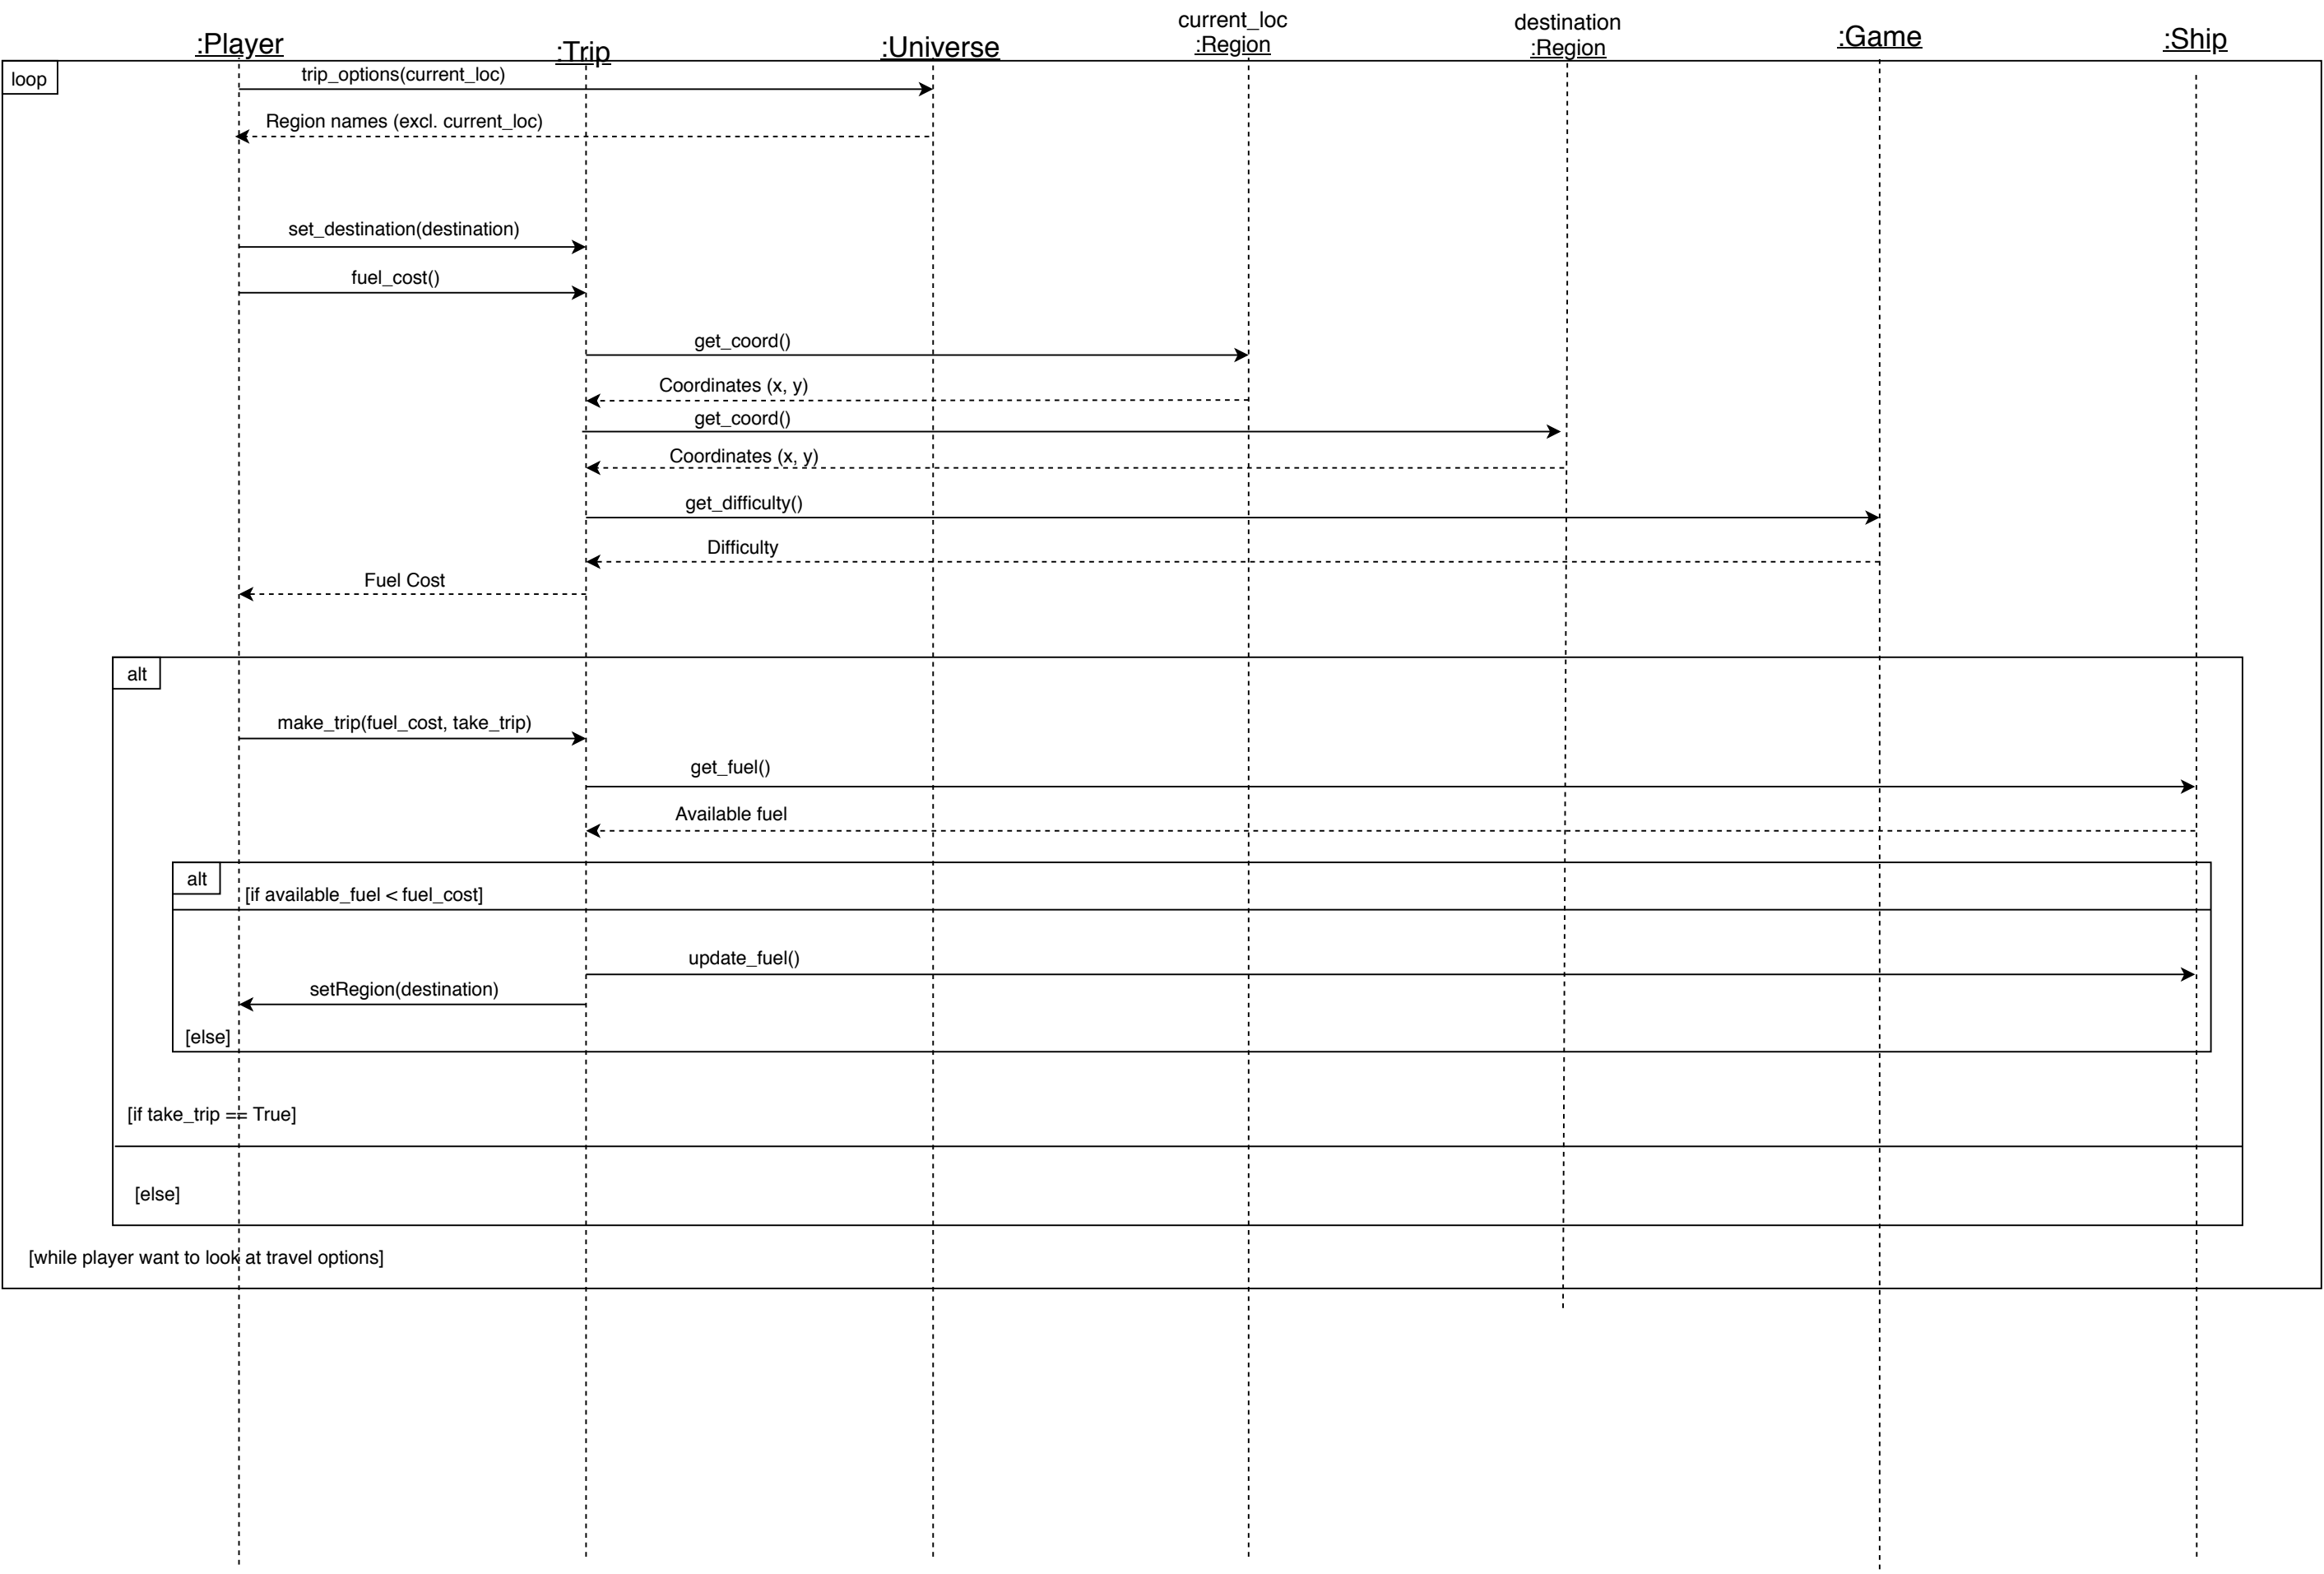 :Player
:Trip
:Universe
current_loc
:Region
destination
:Region
:Game
:Ship
loop
trip_options(current_loc)
Region names (excl. current_loc)
set_destination(destination)
fuel_cost()
get_coord()
Coordinates (x, y)
get_coord()
Coordinates (x, y)
get_difficulty()
Difficulty
Fuel Cost
alt
make_trip(fuel_cost, take_trip)
get_fuel()
Available fuel
alt
[if available_fuel < fuel_cost]
update_fuel()
setRegion(destination)
[else]
[if take_trip == True]
[else]
[while player want to look at travel options]